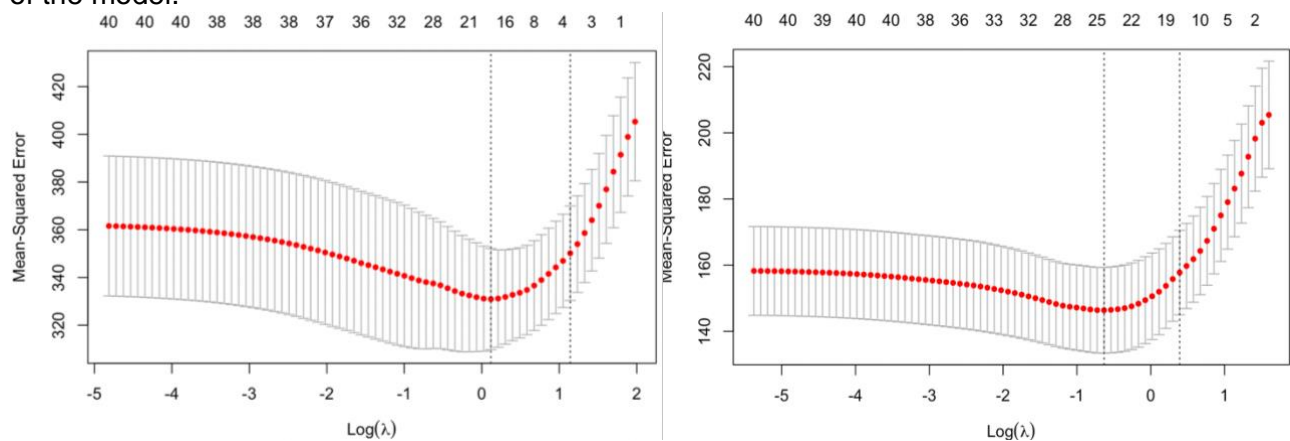 of the model.
40 40 40 38 38 38 37 36 32 28 21 16 8 4 3 1
Mean-Squared Error
420
400
380
360
340
320
-5 -4 -3 -2 -1 0 1 2
Log(λ)
40 40 39 40 38 36 33 32 28 25 22 19 10 5 2
Mean-Squared Error
220
200
180
160
140
-5 -4 -3 -2 -1 0 1
Log(λ)